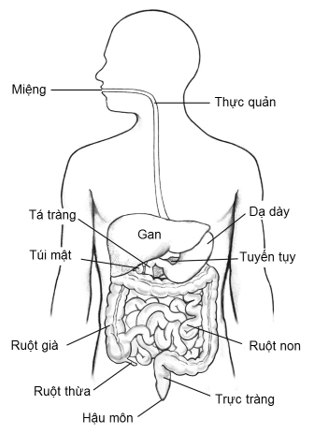 Miệng
Thực quản
Tá tràng
Dạ dày
Gan
Túi mật
Tuyến tụy
Ruột già
Ruột non
Ruột thừa
Trực tràng
Hậu môn